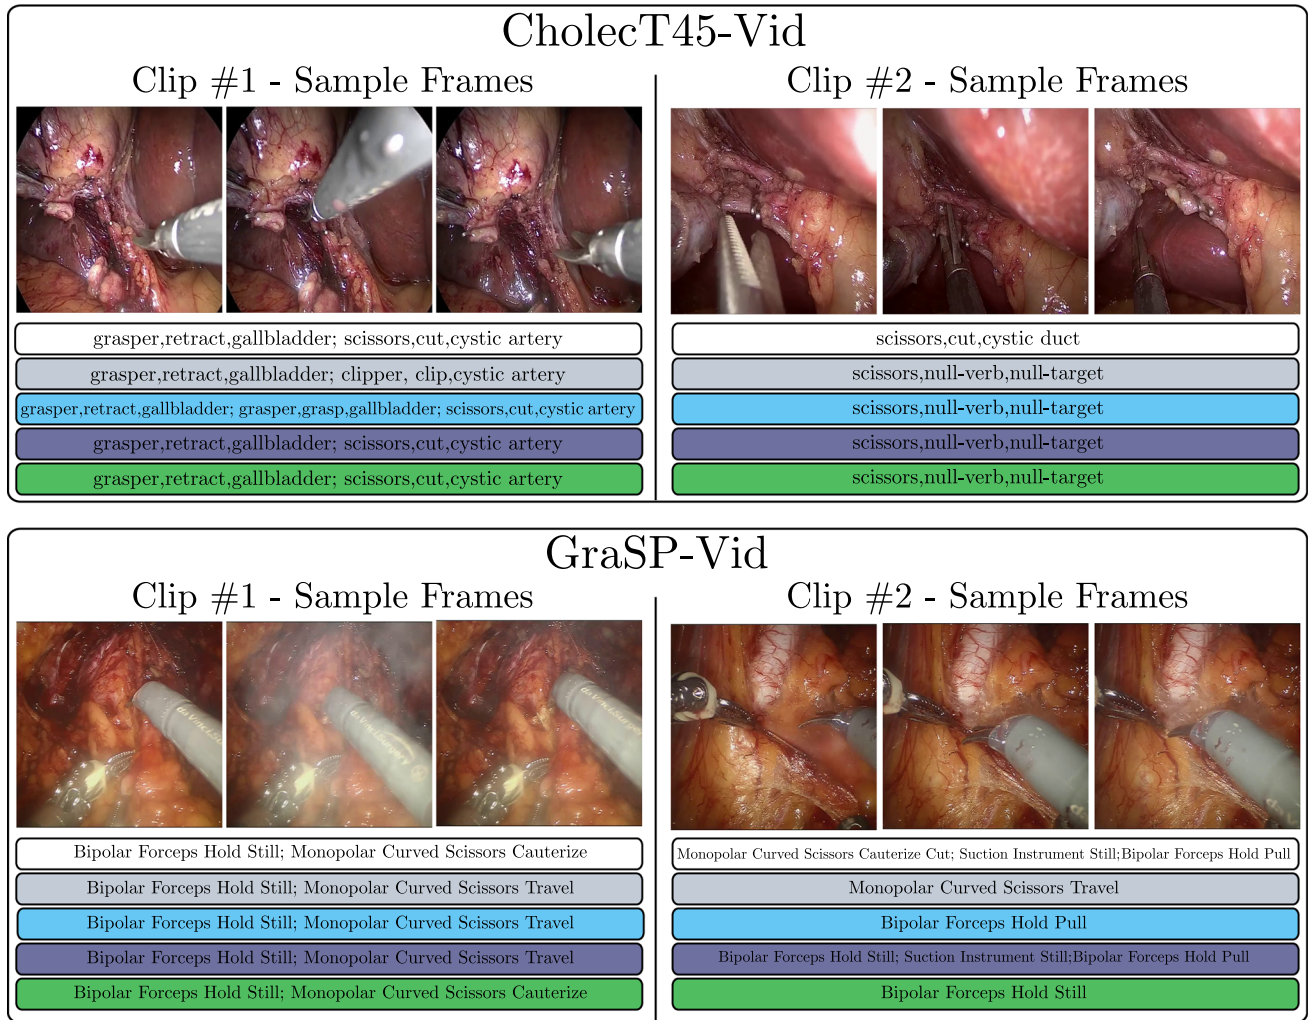 CholecT45-Vid
Clip #1 - Sample Frames
Clip #2 - Sample Frames
grasper,retract,gallbladder; scissors,cut,cystic artery
grasper,retract,gallbladder; clipper, clip,cystic artery
grasper,retract,gallbladder; grasper,grasp,gallbladder; scissors,cut,cystic artery
grasper,retract,gallbladder; scissors,cut,cystic artery
grasper,retract,gallbladder; scissors,cut,cystic artery
scissors,cut,cystic duct
scissors,null-verb,null-target
scissors,null-verb,null-target
scissors,null-verb,null-target
scissors,null-verb,null-target
GraSP-Vid
Clip #1 - Sample Frames
Clip #2 - Sample Frames
Bipolar Forceps Hold Still; Monopolar Curved Scissors Cauterize
Bipolar Forceps Hold Still; Monopolar Curved Scissors Travel
Bipolar Forceps Hold Still; Monopolar Curved Scissors Travel
Bipolar Forceps Hold Still; Monopolar Curved Scissors Travel
Bipolar Forceps Hold Still; Monopolar Curved Scissors Cauterize
Monopolar Curved Scissors Cauterize Cut; Suction Instrument Still;Bipolar Forceps Hold Pull
Monopolar Curved Scissors Travel
Bipolar Forceps Hold Pull
Bipolar Forceps Hold Still; Suction Instrument Still;Bipolar Forceps Hold Pull
Bipolar Forceps Hold Still